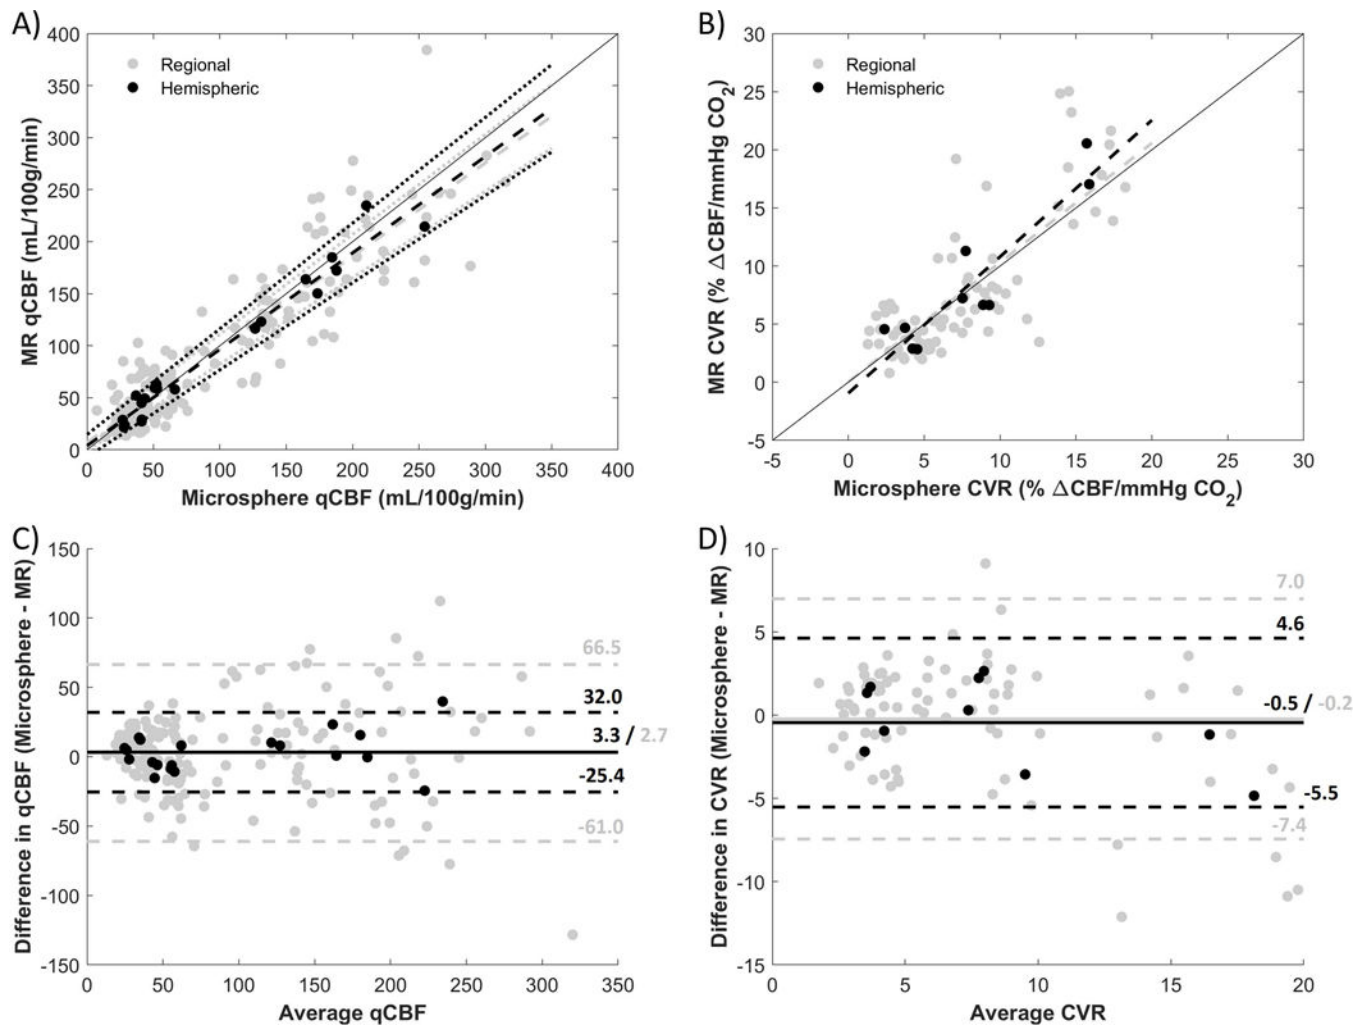 A)
400
350
300
250
200
150
100
50
0
MR qCBF (mL/100g/min)
Regional
Hemispheric
0 50 100 150 200 250 300 350 400
Microsphere qCBF (mL/100g/min)
B)
30
25
20
15
10
5
0
-5
MR CVR (% ΔCBF/mmHg CO₂)
Regional
Hemispheric
-5 0 5 10 15 20 25 30
Microsphere CVR (% ΔCBF/mmHg CO₂)
C)
150
100
50
0
-50
-100
-150
Difference in qCBF (Microsphere - MR)
66.5
32.0
3.3 / 2.7
-25.4
-61.0
0 50 100 150 200 250 300 350
Average qCBF
D)
10
5
0
-5
-10
-15
Difference in CVR (Microsphere - MR)
7.0
4.6
-0.5 / -0.2
-5.5
-7.4
0 5 10 15 20
Average CVR